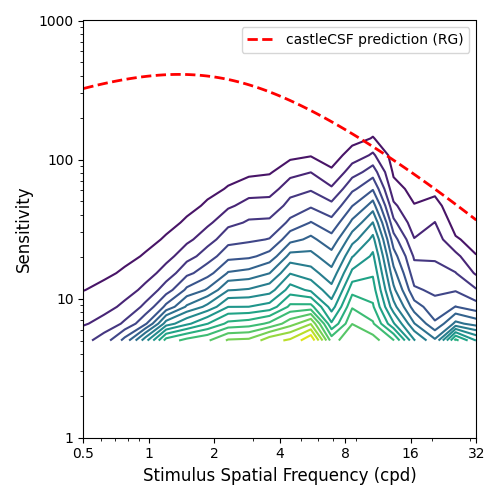 1000
castleCSF prediction (RG)
100
Sensitivity
10
1
0.5 1 2 4 8 16 32
Stimulus Spatial Frequency (cpd)